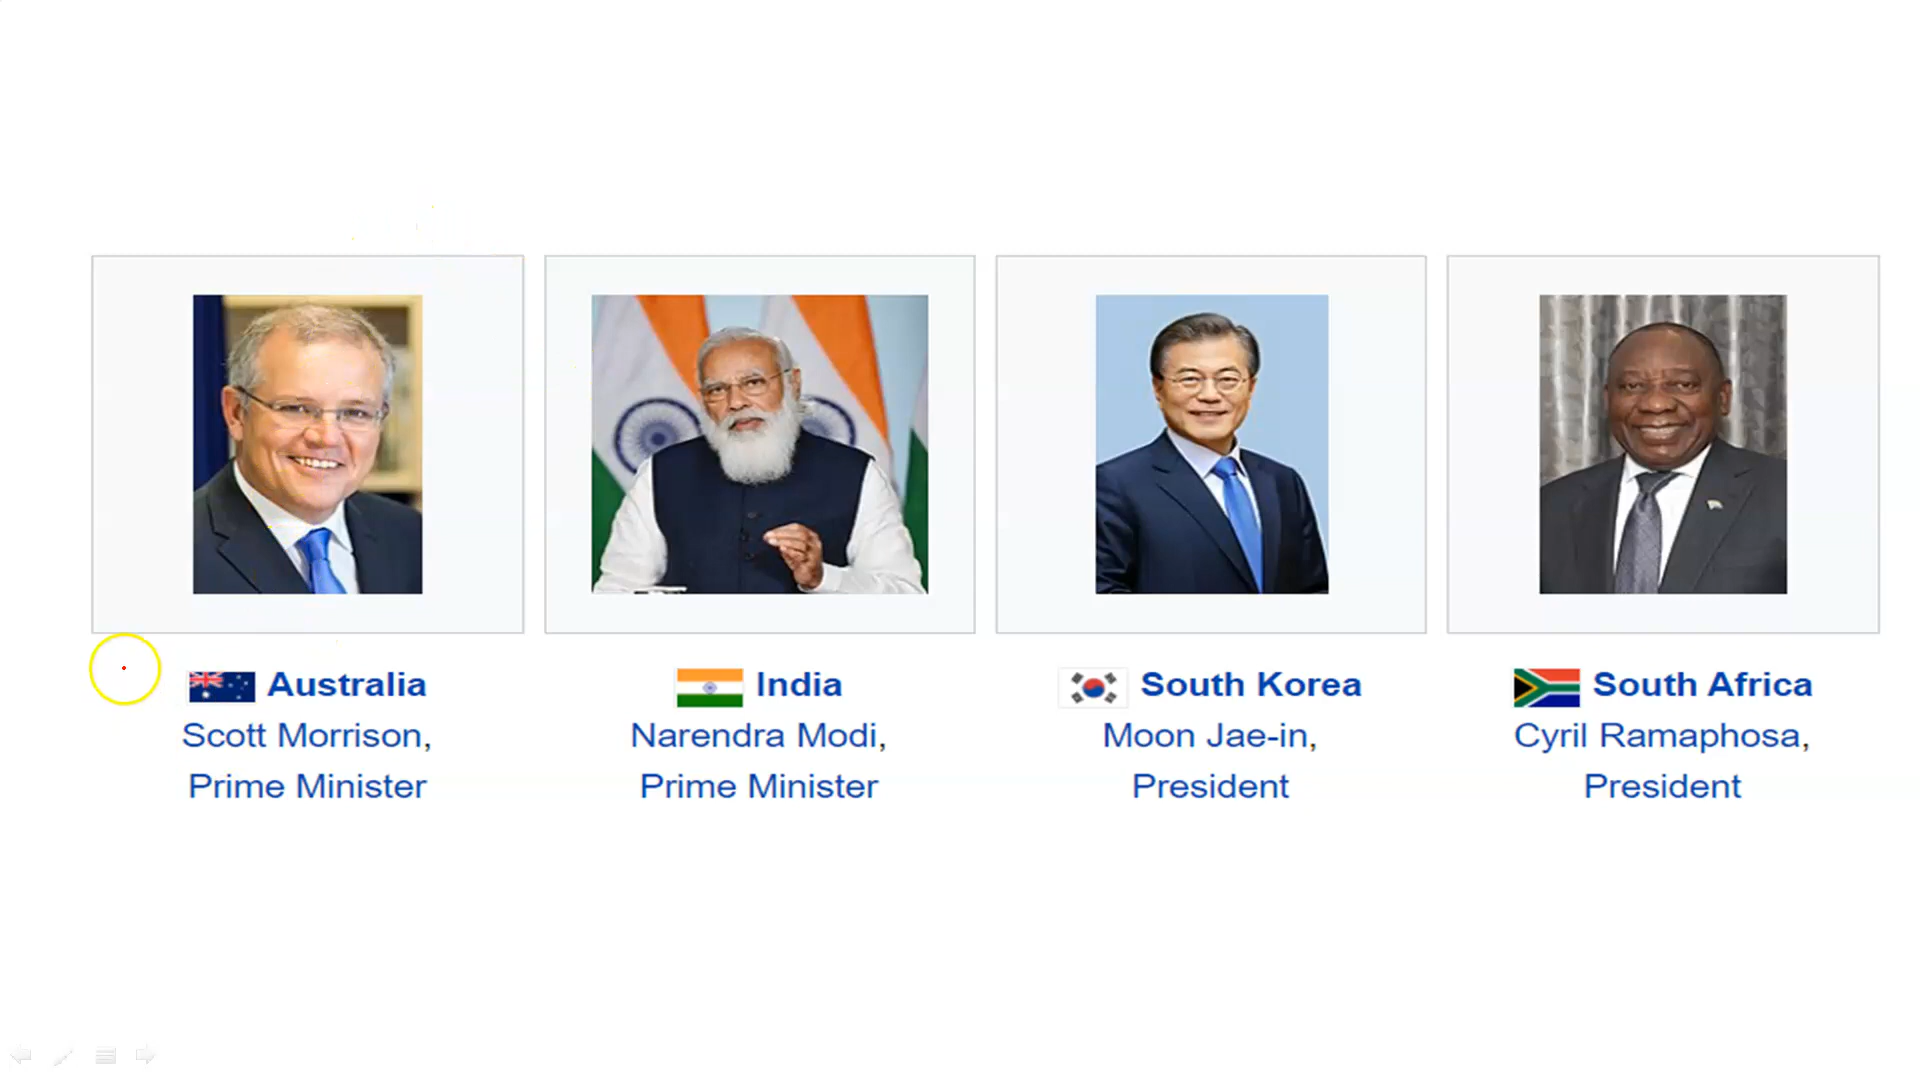 Australia
Scott Morrison,
Prime Minister
India
Narendra Modi,
Prime Minister
South Korea
Moon Jae-in,
President
South Africa
Cyril Ramaphosa,
President